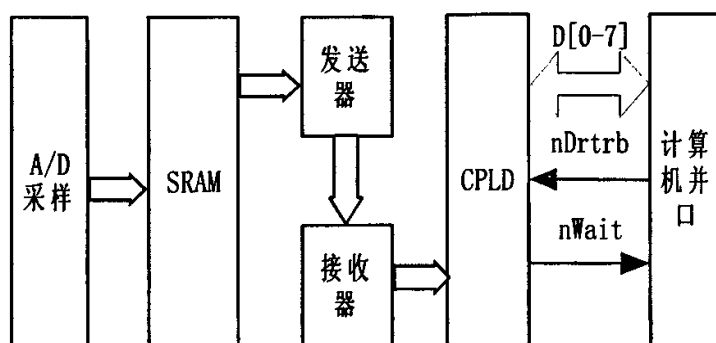 A/D
采样
SRAM
发送
器
接收
器
CPLD
D[0-7]
nDrtrb
nWait
计算
机并
口